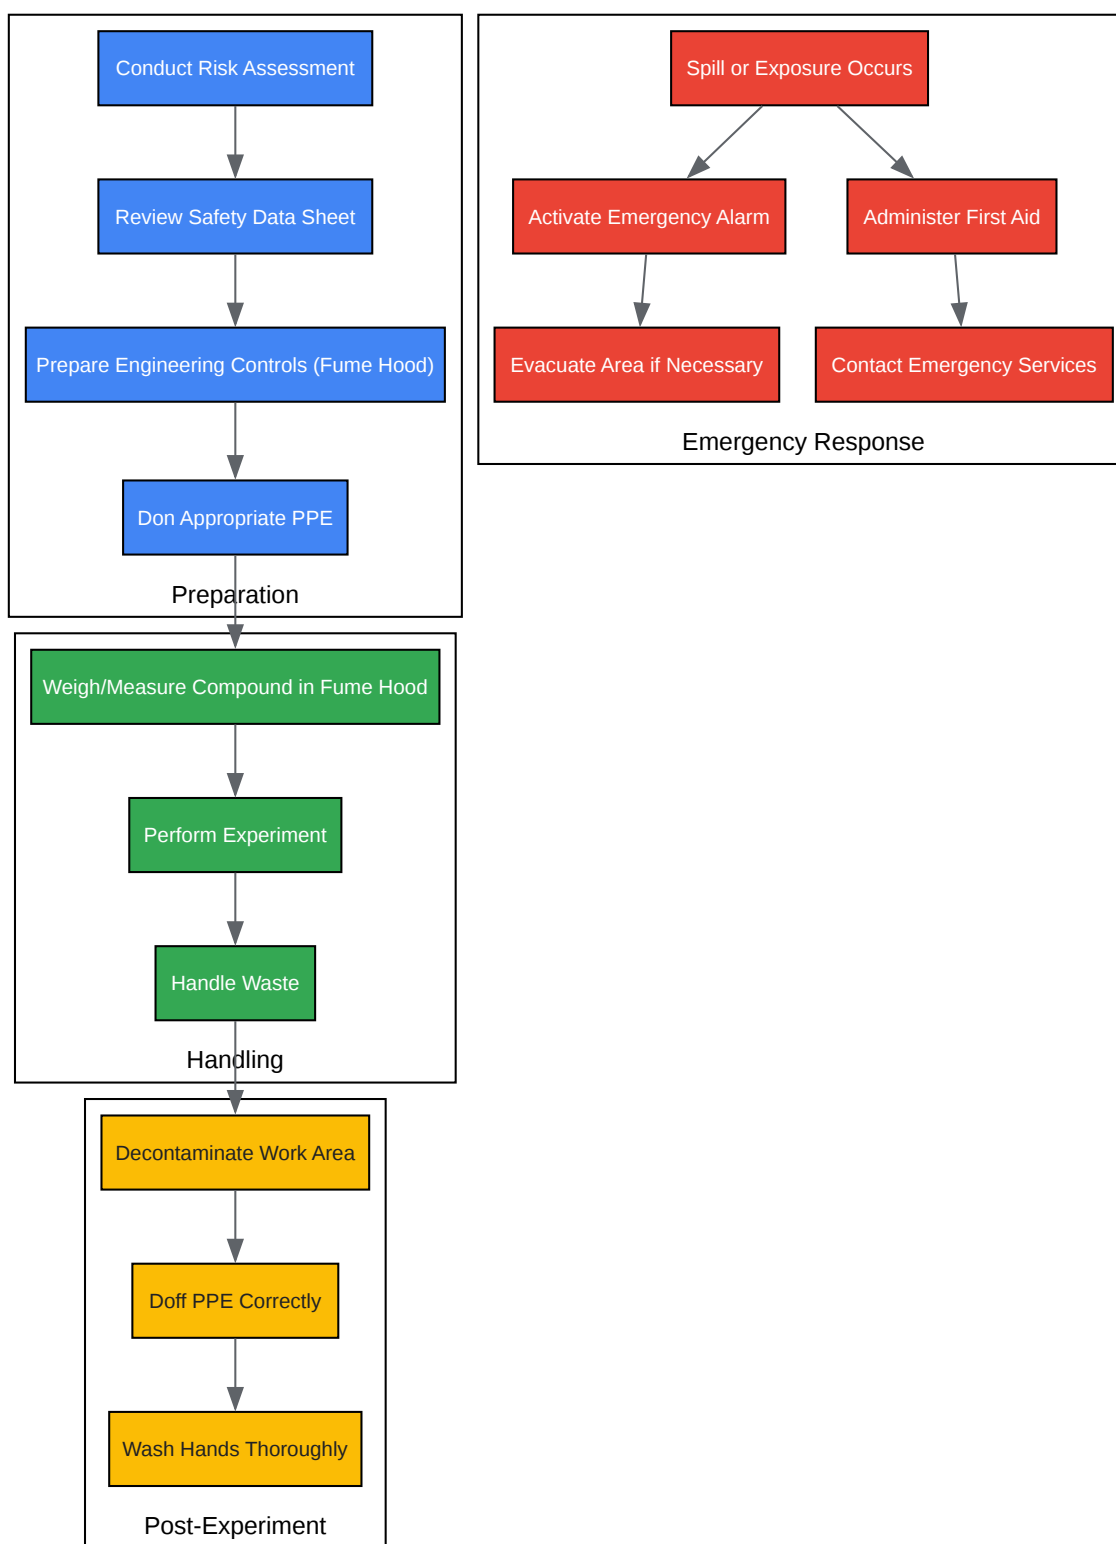 Conduct Risk Assessment
Review Safety Data Sheet
Prepare Engineering Controls (Fume Hood)
Don Appropriate PPE
Preparation
Weigh/Measure Compound in Fume Hood
Perform Experiment
Handle Waste
Handling
Decontaminate Work Area
Doff PPE Correctly
Wash Hands Thoroughly
Post-Experiment
Spill or Exposure Occurs
Activate Emergency Alarm
Administer First Aid
Evacuate Area if Necessary
Contact Emergency Services
Emergency Response